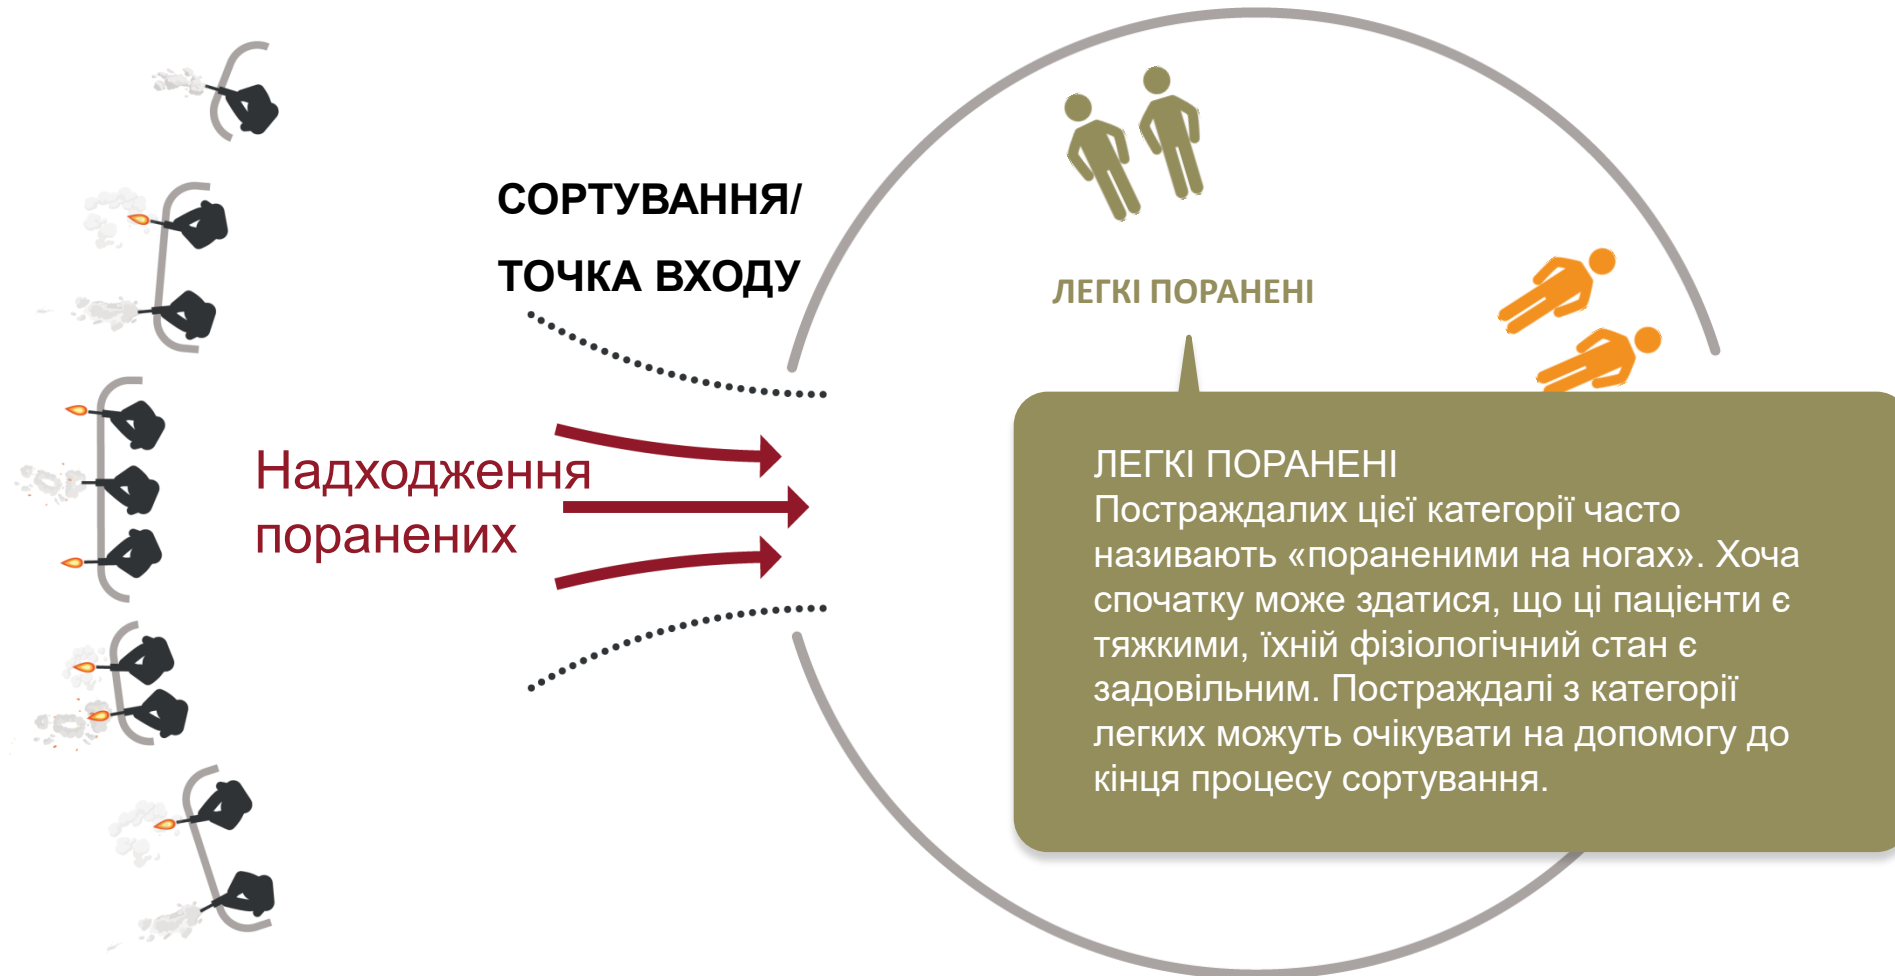 СОРТУВАННЯ/
ТОЧКА ВХОДУ
ЛЕГКІ ПОРАНЕНІ
Надходження
поранених
ЛЕГКІ ПОРАНЕНІ
Постраждалих цієї категорії часто
називають «пораненими на ногах». Хоча
спочатку може здатися, що ці пацієнти є
тяжкими, їхній фізіологічний стан є
задовільним. Постраждалі з категорії
легких можуть очікувати на допомогу до
кінця процесу сортування.